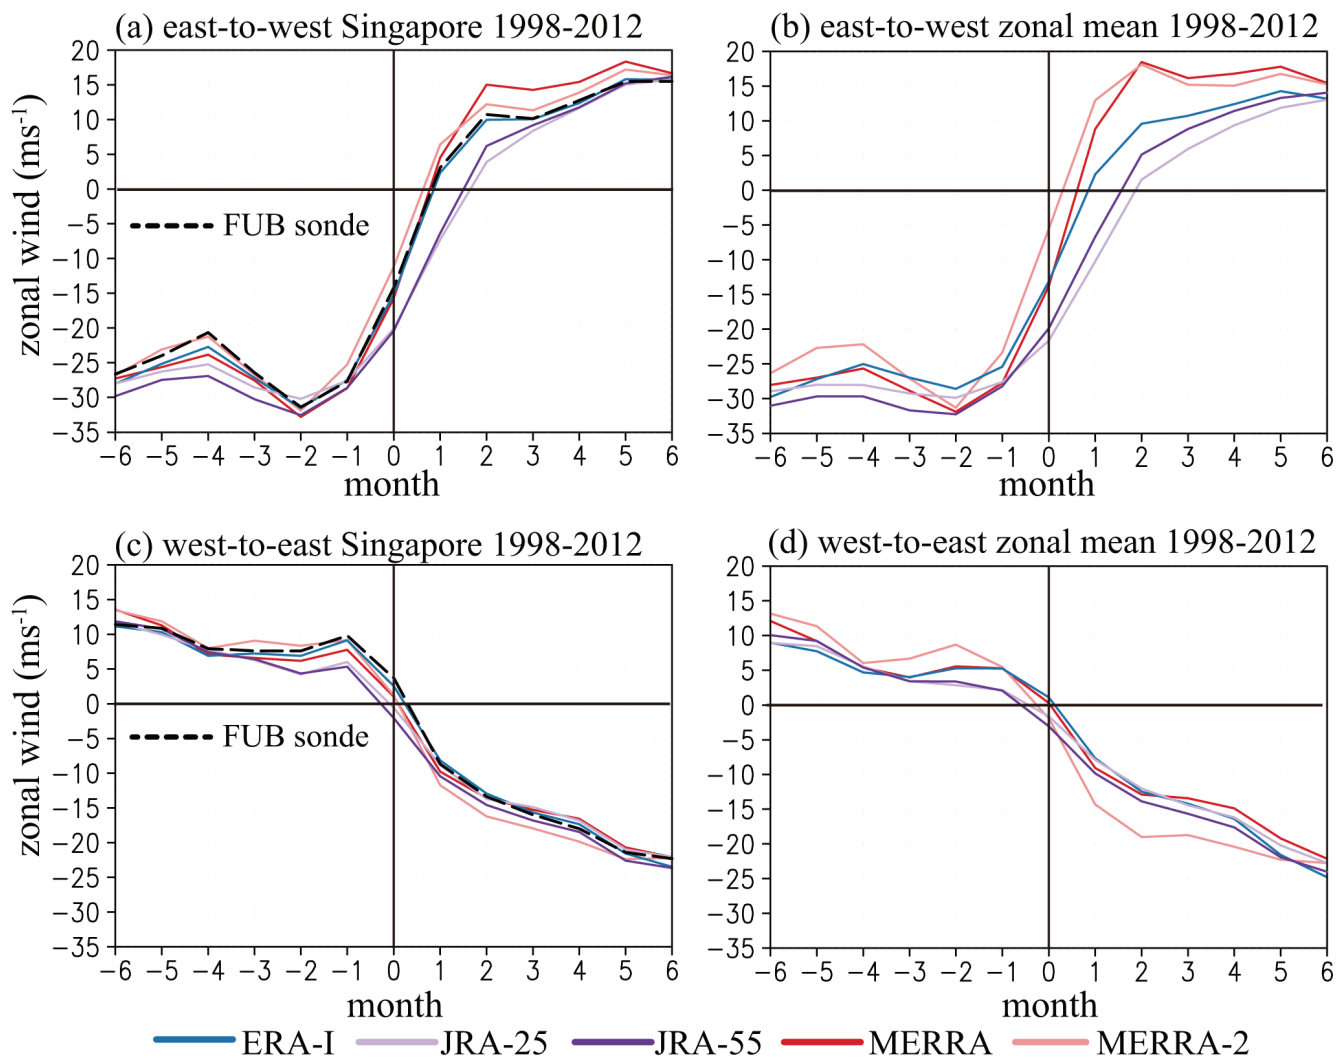 (a) east-to-west Singapore 1998-2012
20
15
10
5
0
−5
−10
−15
−20
−25
−30
−35
zonal wind (ms⁻¹)
FUB sonde
−6 −5 −4 −3 −2 −1 0 1 2 3 4 5 6
month
(b) east-to-west zonal mean 1998-2012
20
15
10
5
0
−5
−10
−15
−20
−25
−30
−35
−6 −5 −4 −3 −2 −1 0 1 2 3 4 5 6
month
(c) west-to-east Singapore 1998-2012
20
15
10
5
0
−5
−10
−15
−20
−25
−30
−35
zonal wind (ms⁻¹)
FUB sonde
−6 −5 −4 −3 −2 −1 0 1 2 3 4 5 6
month
(d) west-to-east zonal mean 1998-2012
20
15
10
5
0
−5
−10
−15
−20
−25
−30
−35
−6 −5 −4 −3 −2 −1 0 1 2 3 4 5 6
month
ERA-I JRA-25 JRA-55 MERRA MERRA-2